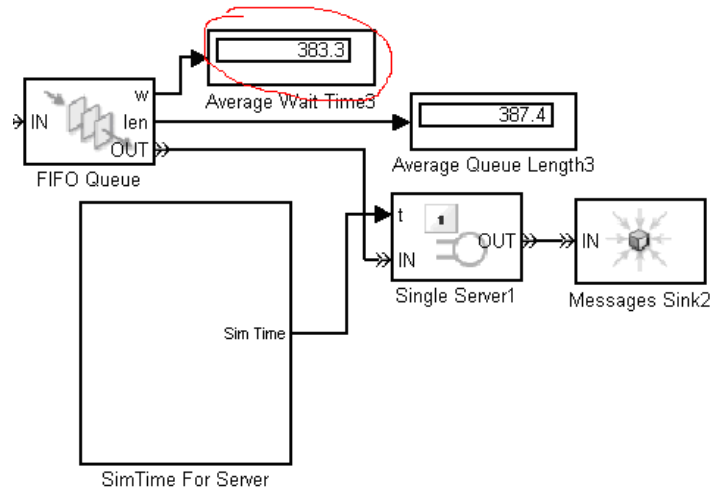 383.3
Average Wait Time3
w
IN
len
OUT
FIFO Queue
387.4
Average Queue Length3
t
OUT
IN
Single Server1
IN
Messages Sink2
Sim Time
SimTime For Server